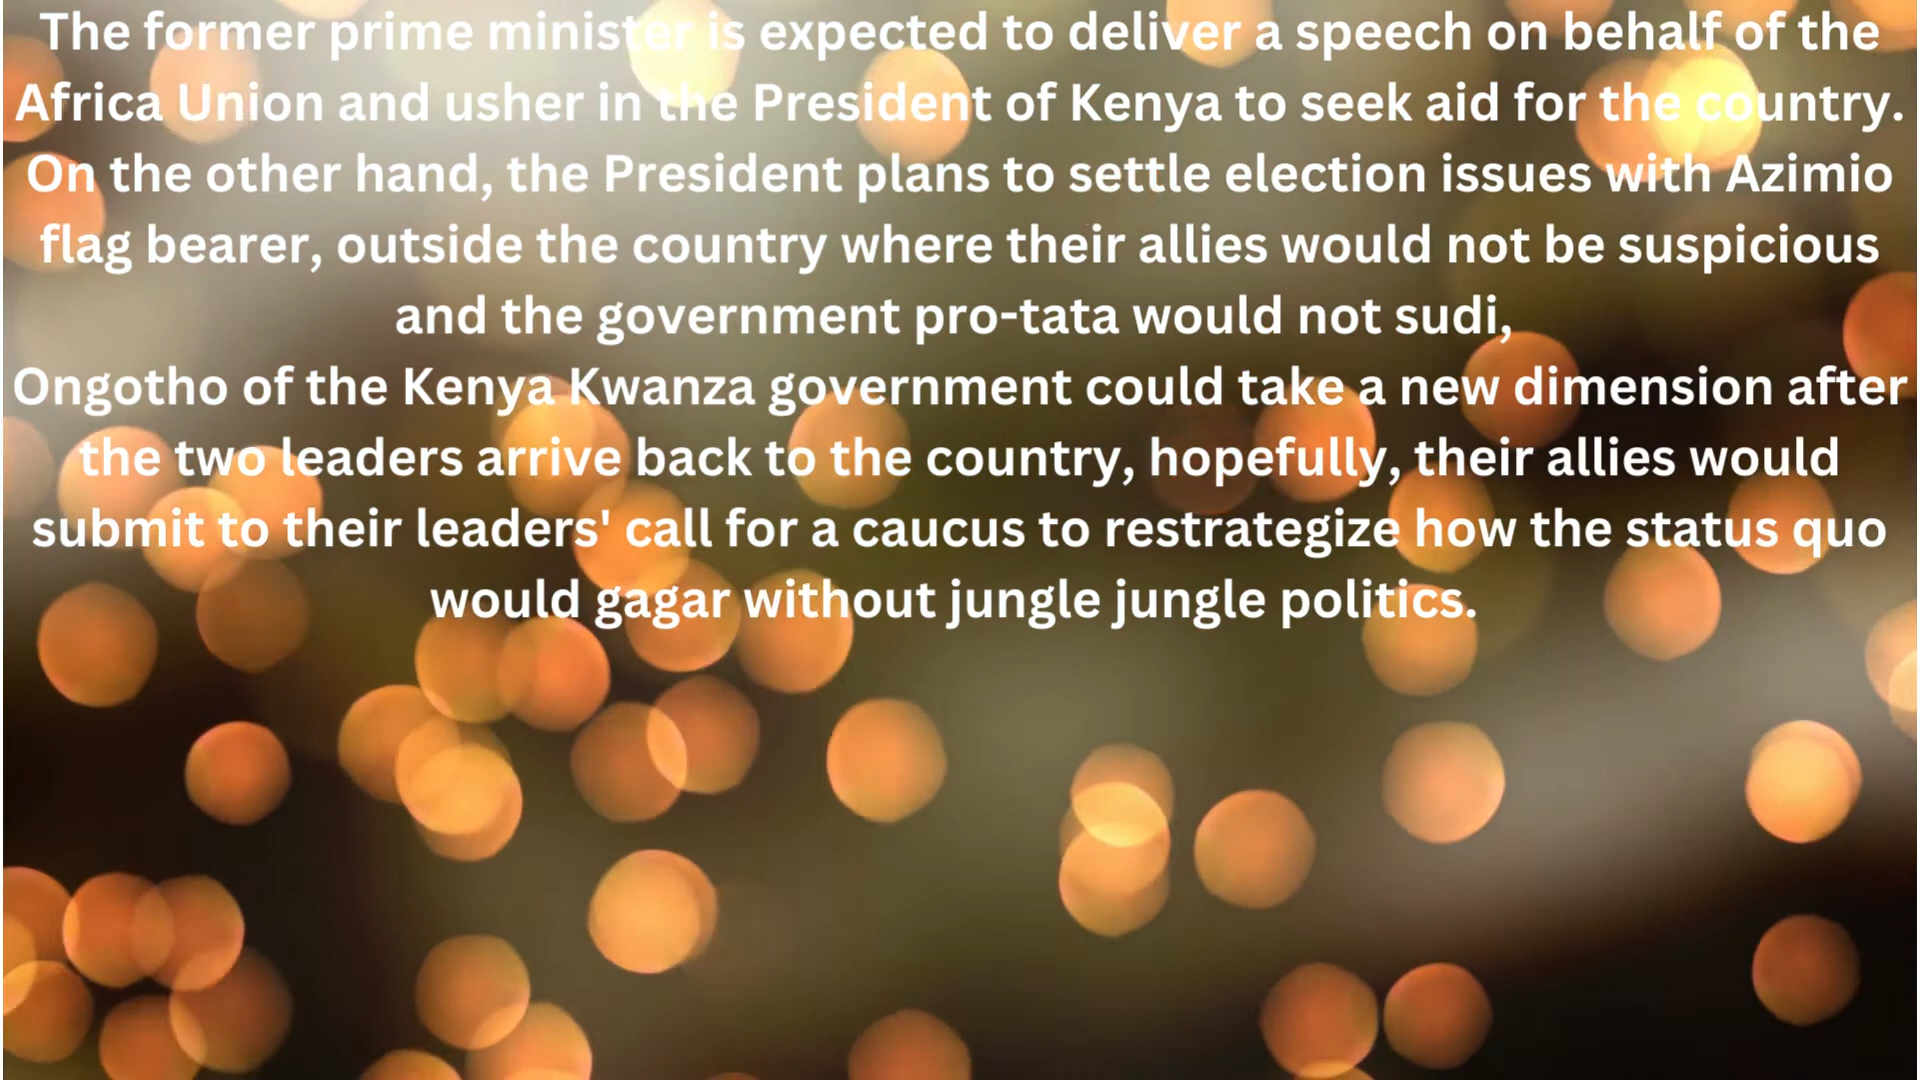 The former prime minister is expected to deliver a speech on behalf of the
Africa Union and usher in the President of Kenya to seek aid for the country.
On the other hand, the President plans to settle election issues with Azimio
flag bearer, outside the country where their allies would not be suspicious
and the government pro-tata would not sudi,
Ongotho of the Kenya Kwanza government could take a new dimension after
the two leaders arrive back to the country, hopefully, their allies would
submit to their leaders' call for a caucus to restrategize how the status quo
would gagar without jungle jungle politics.